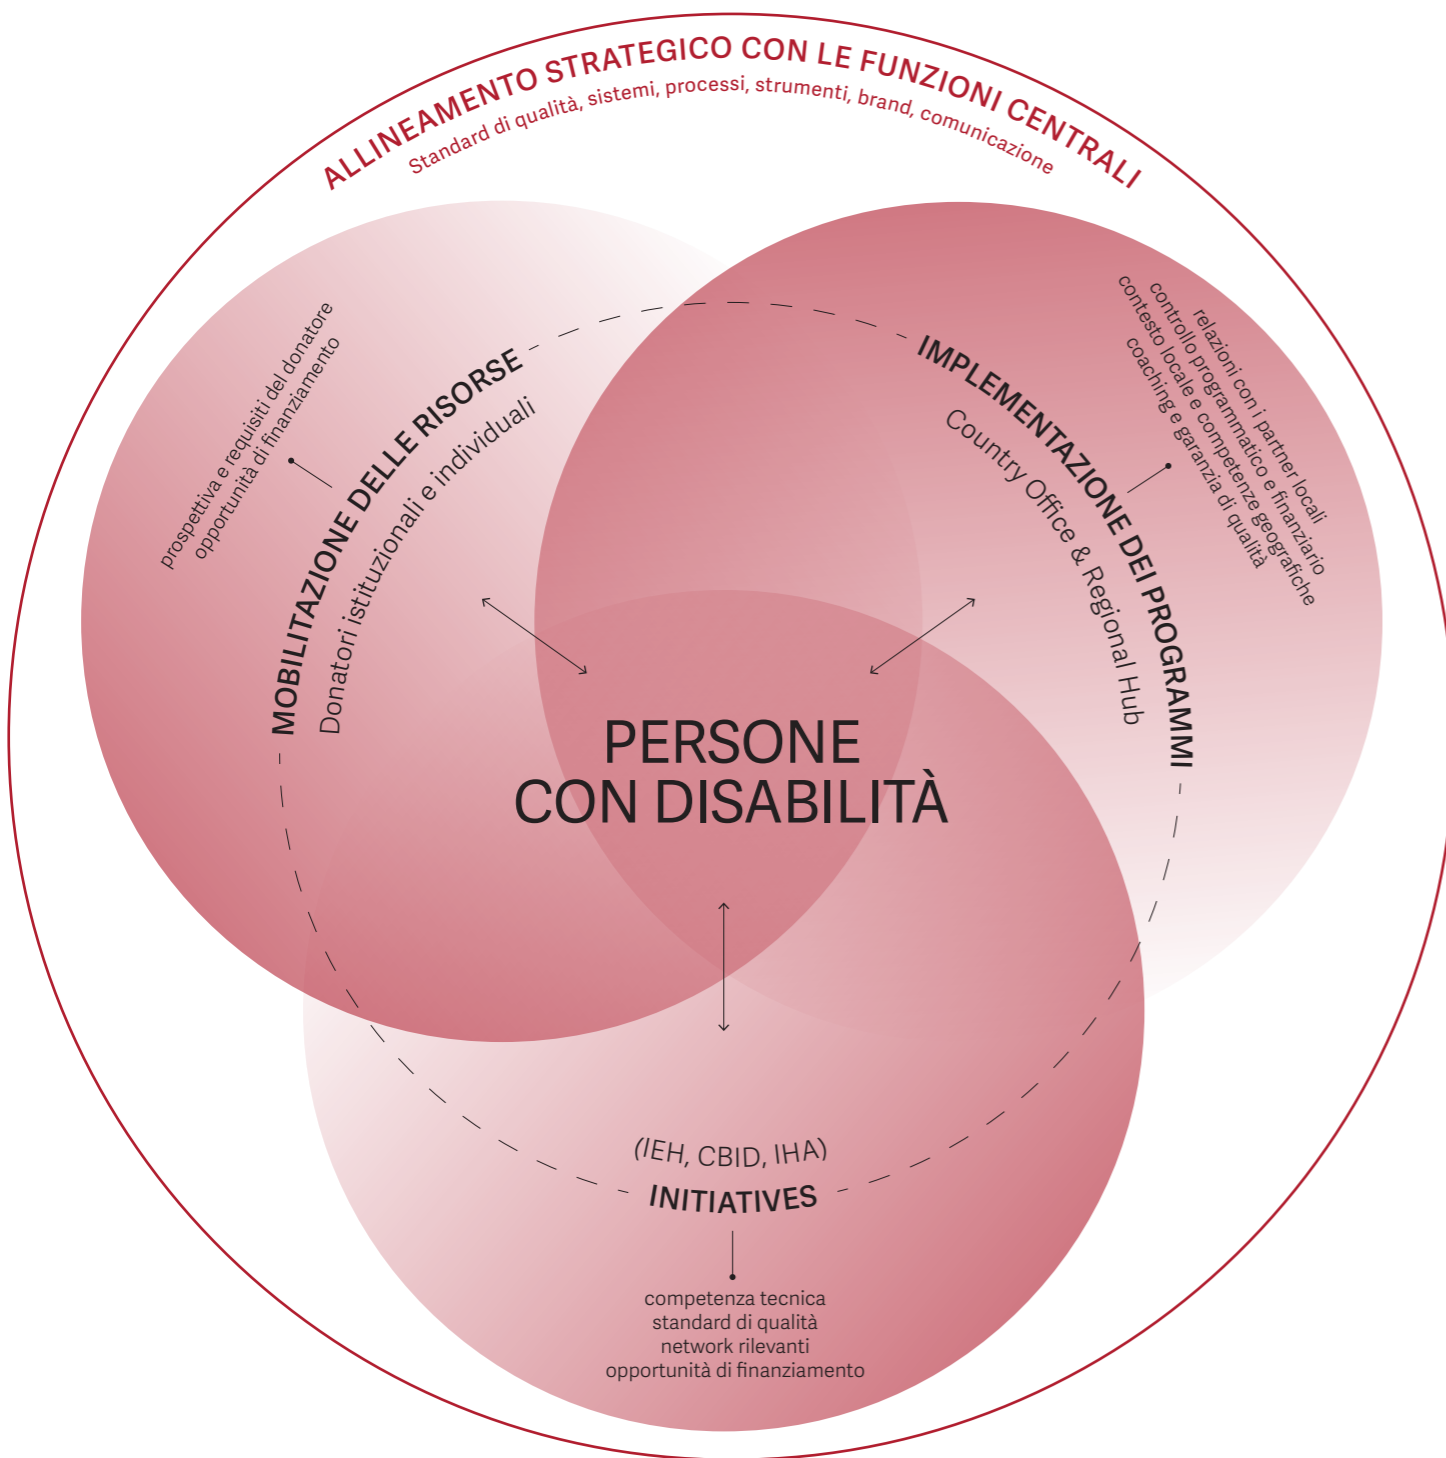 ALLINEAMENTO STRATEGICO CON LE FUNZIONI CENTRALI
Standard di qualità, sistemi, processi, strumenti, brand, comunicazione
prospettiva e requisiti del donatore
opportunità di finanziamento
MOBILITAZIONE DELLE RISORSE
Donatori istituzionali e individuali
IMPLEMENTAZIONE DEI PROGRAMMI
Country Office & Regional Hub
relazioni con i partner locali
controllo programmatico e finanziario
contesto locale e competenze geografiche
coaching e garanzia di qualità
PERSONE
CON DISABILITÀ
(IEH, CBID, IHA)
INITIATIVES
competenza tecnica
standard di qualità
network rilevanti
opportunità di finanziamento